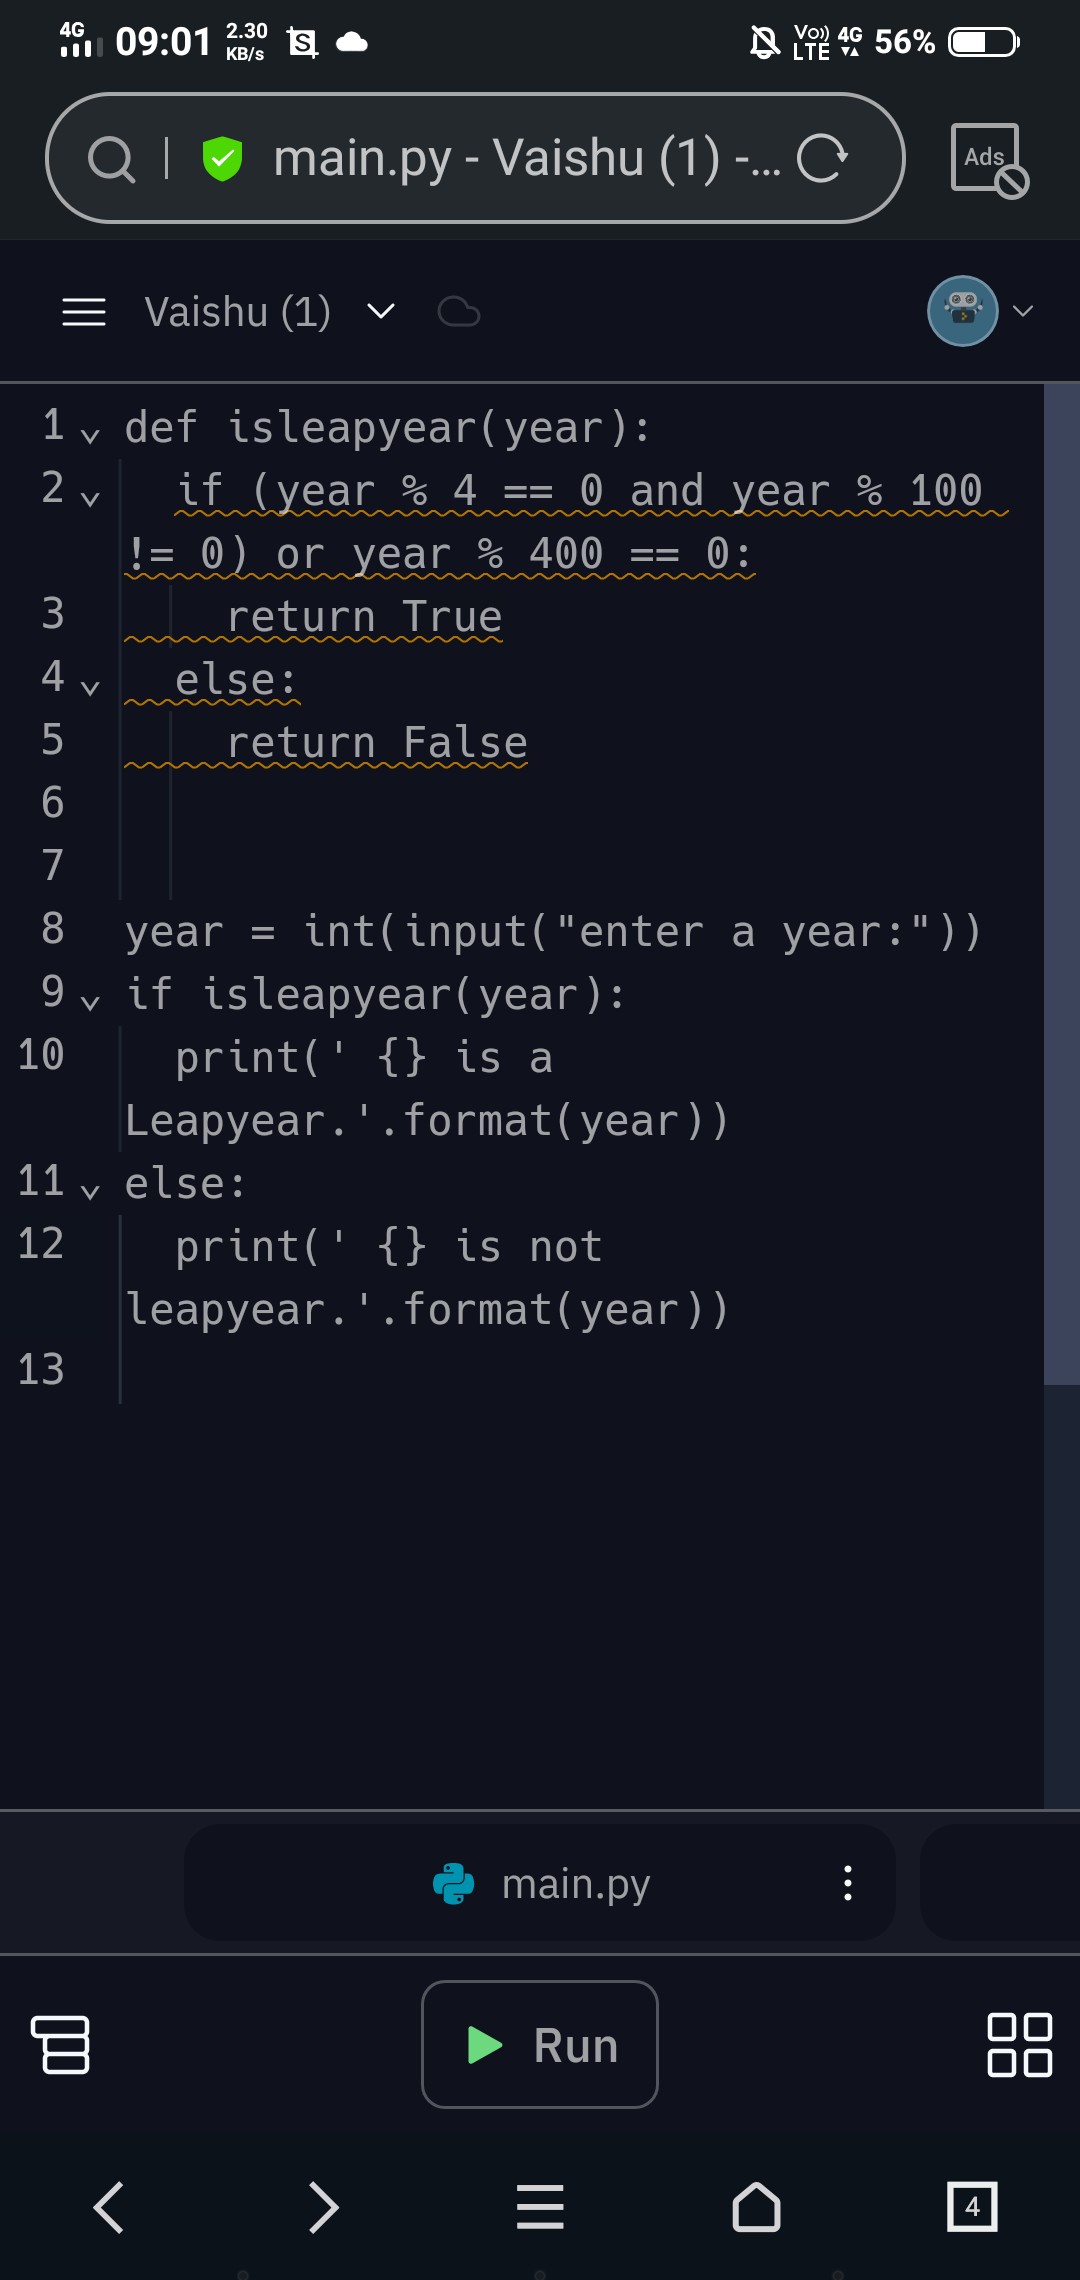 4G 09:01 2.30 KB/s S Vo)) LTE 4G 56%
main.py - Vaishu (1) -... Ads
Vaishu (1)
1 def isleapyear(year):
2 if (year % 4 == 0 and year % 100
!= 0) or year % 400 == 0:
3 return True
4 else:
5 return False
6
7
8 year = int(input("enter a year:"))
9 if isleapyear(year):
10 print(' {} is a
Leapyear.'.format(year))
11 else:
12 print(' {} is not
leapyear.'.format(year))
13
main.py
Run
4